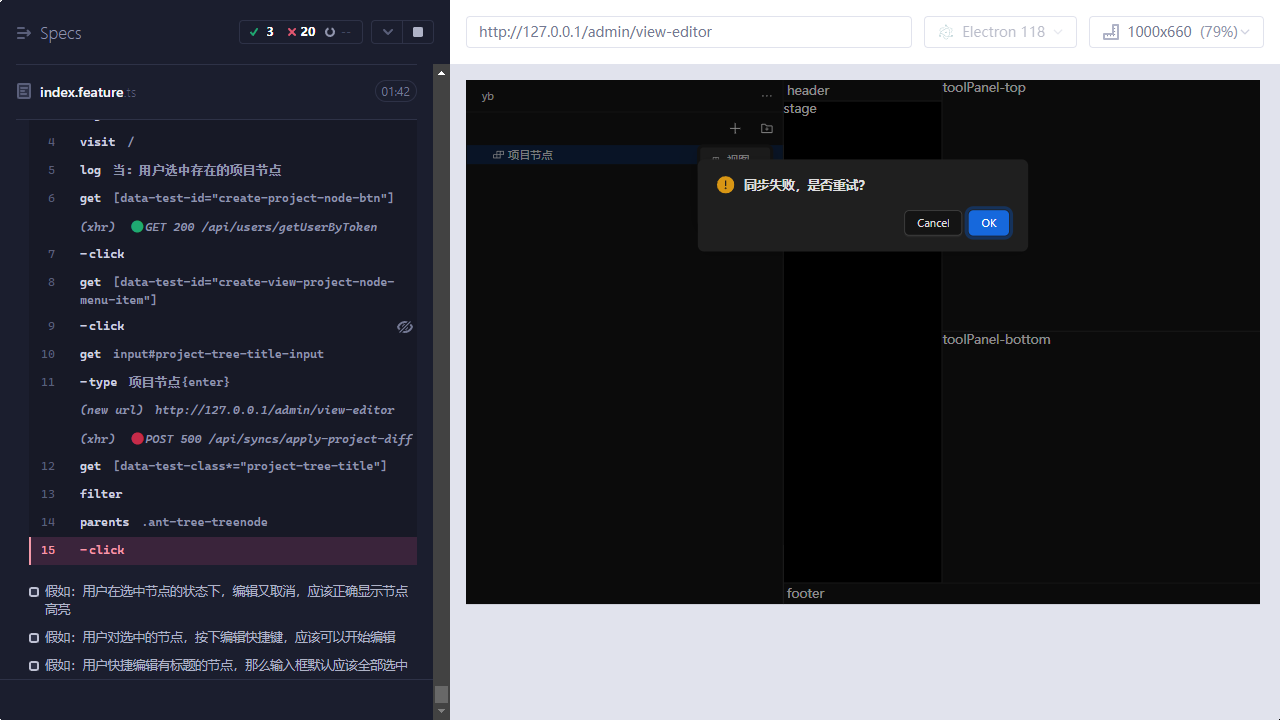 Specs
3
20
--
index.feature.ts
01:42
4 visit /
5 log 当: 用户选中存在的项目节点
6 get [data-test-id="create-project-node-btn"]
(xhr) GET 200 /api/users/getUserByToken
7 -click
8 get [data-test-id="create-view-project-node-
menu-item"]
9 -click
10 get input#project-tree-title-input
11 -type 项目节点{enter}
(new url) http://127.0.0.1/admin/view-editor
(xhr) POST 500 /api/syncs/apply-project-diff
12 get [data-test-class*="project-tree-title"]
13 filter
14 parents .ant-tree-treenode
15 -click
假如: 用户在选中节点的状态下，编辑又取消，应该正确显示节点
高亮
假如: 用户对选中的节点，按下编辑快捷键，应该可以开始编辑
假如: 用户快捷编辑有标题的节点，那么输入框默认应该全部选中
http://127.0.0.1/admin/view-editor
Electron 118
1000x660 (79%)
yb
header
toolPanel-top
stage
项目节点
视图
同步失败，是否重试?
Cancel
OK
toolPanel-bottom
footer